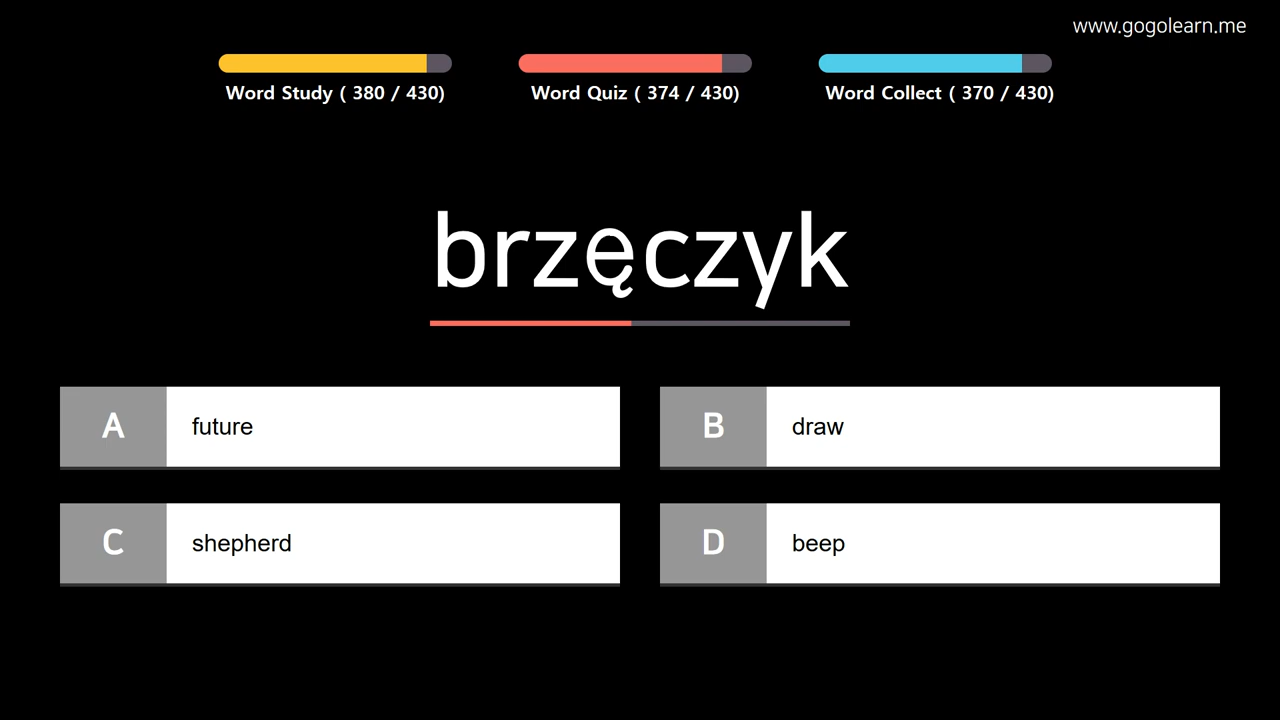 www.gogolearn.me
Word Study ( 380 / 430)
Word Quiz ( 374 / 430)
Word Collect ( 370 / 430)
brzęczyk
A future
B draw
C shepherd
D beep